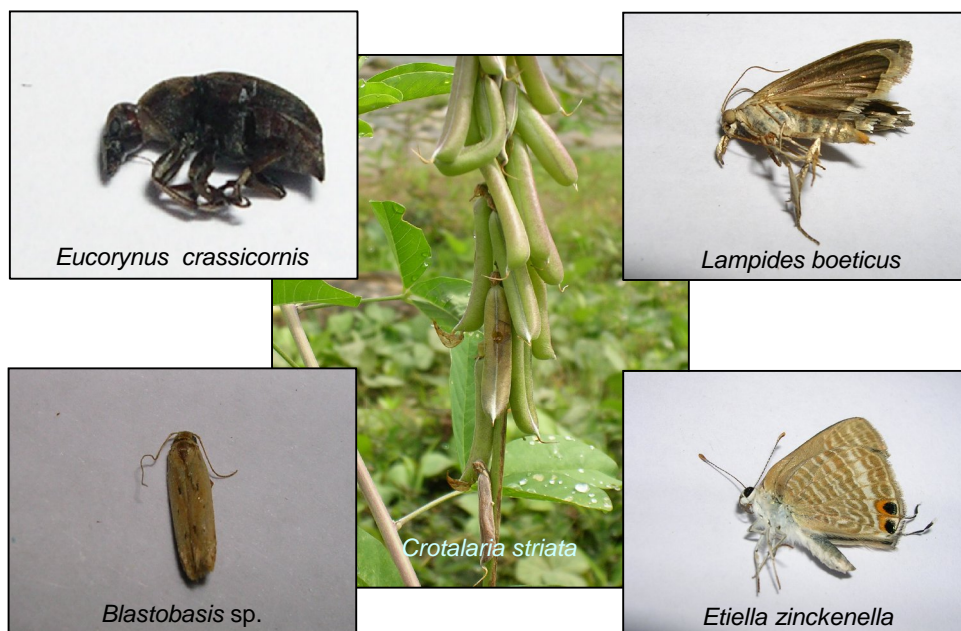 Eucorynus crassicornis
Lampides boeticus
Crotalaria striata
Blastobasis sp.
Etiella zinckenella